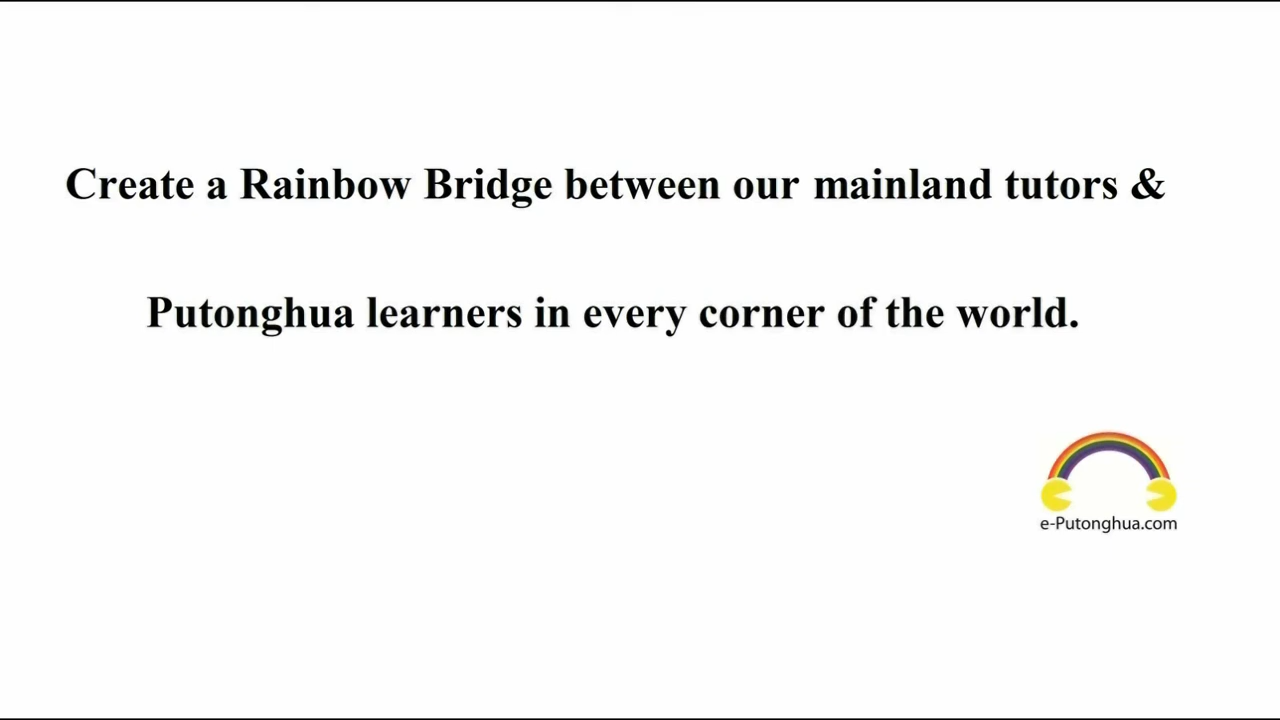 Create a Rainbow Bridge between our mainland tutors &
Putonghua learners in every corner of the world.
e-Putonghua.com